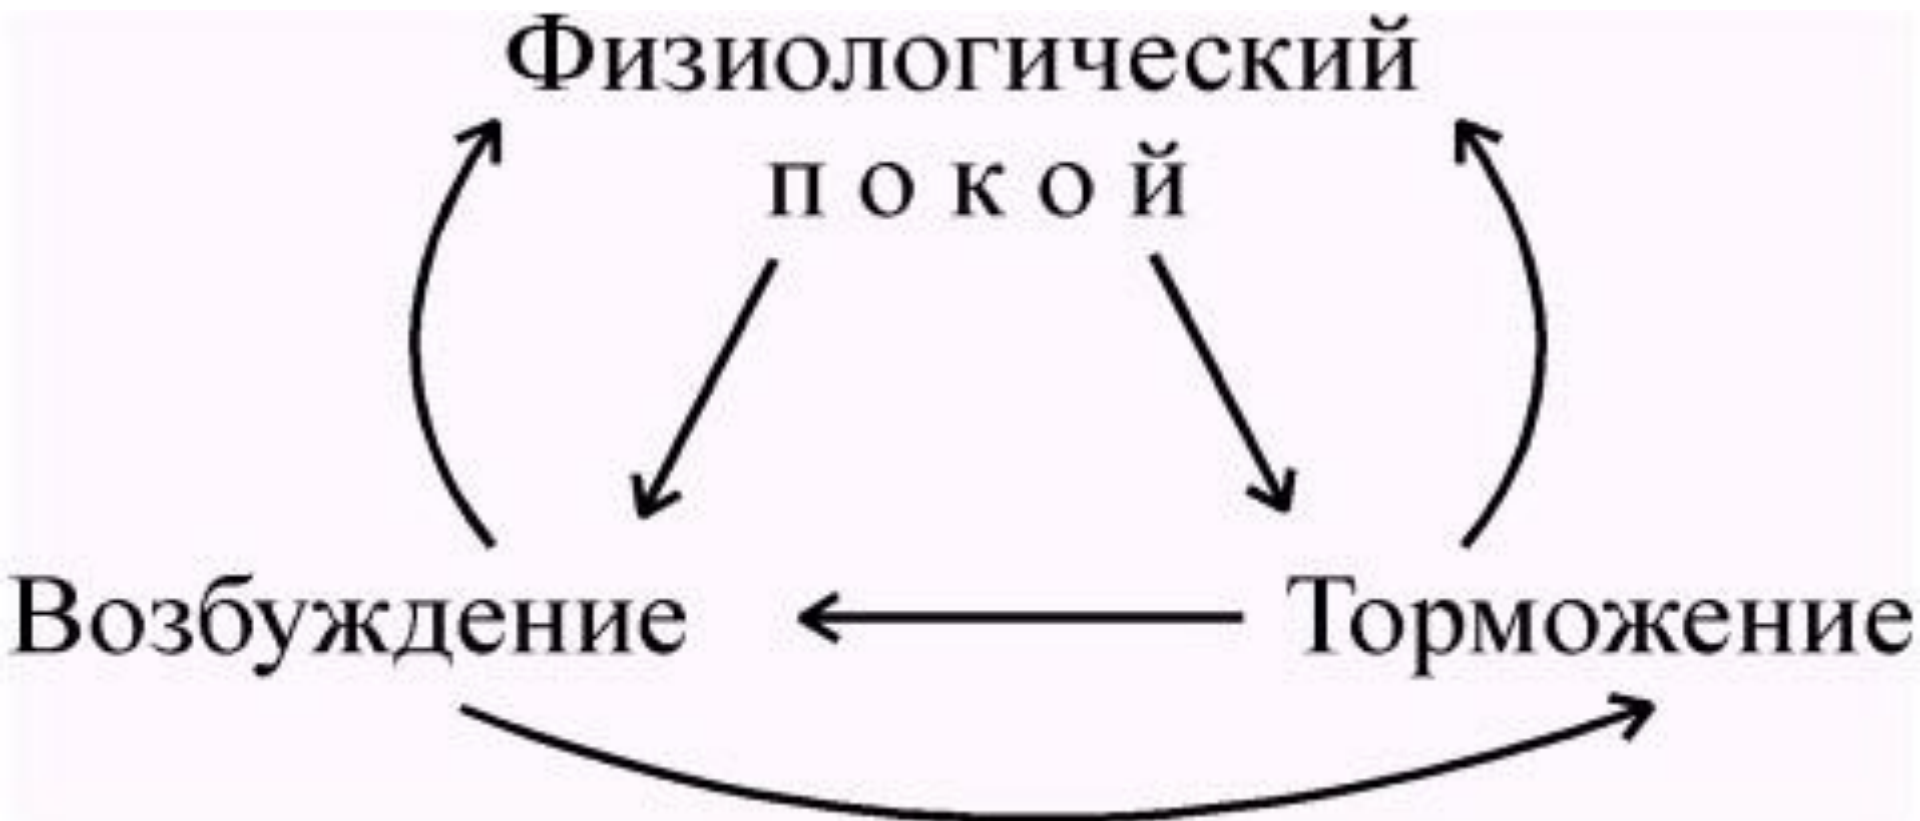 Физиологический
п о к о й
Возбуждение
Торможение